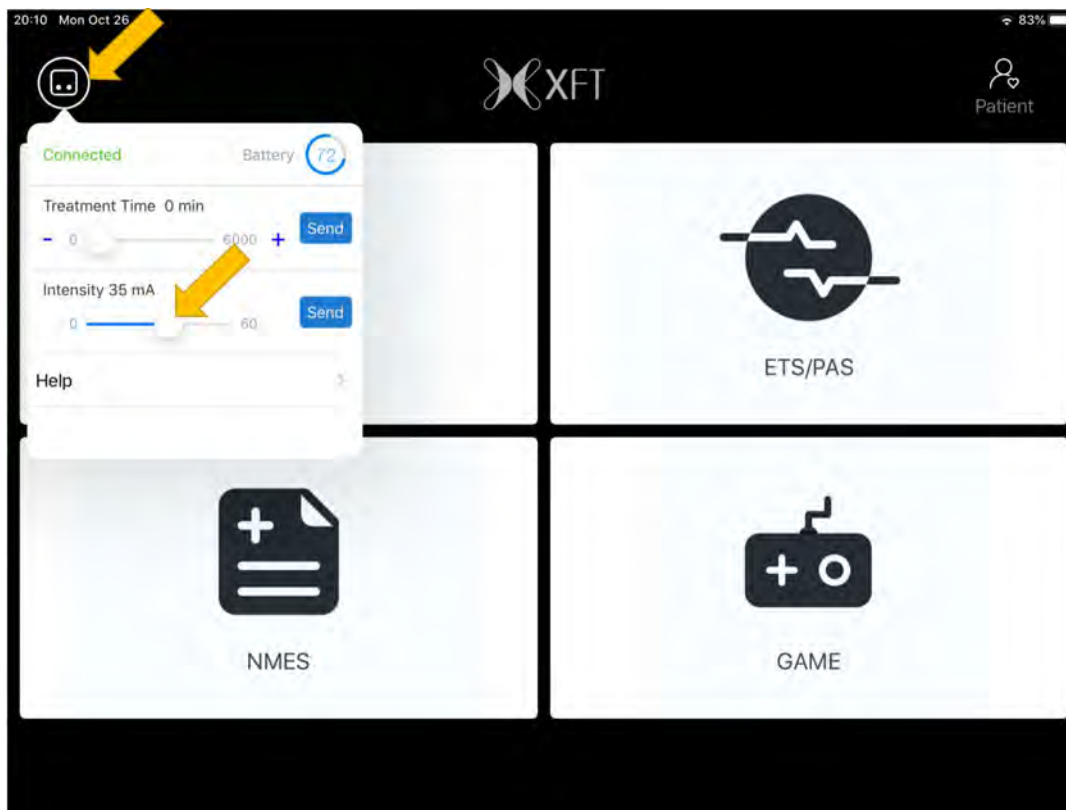 20:10 Mon Oct 26
83%
XFT
Patient
Connected
Battery 72
Treatment Time 0 min
- 0 6000 + Send
Intensity 35 mA
0 60 Send
Help
ETS/PAS
NMES
GAME